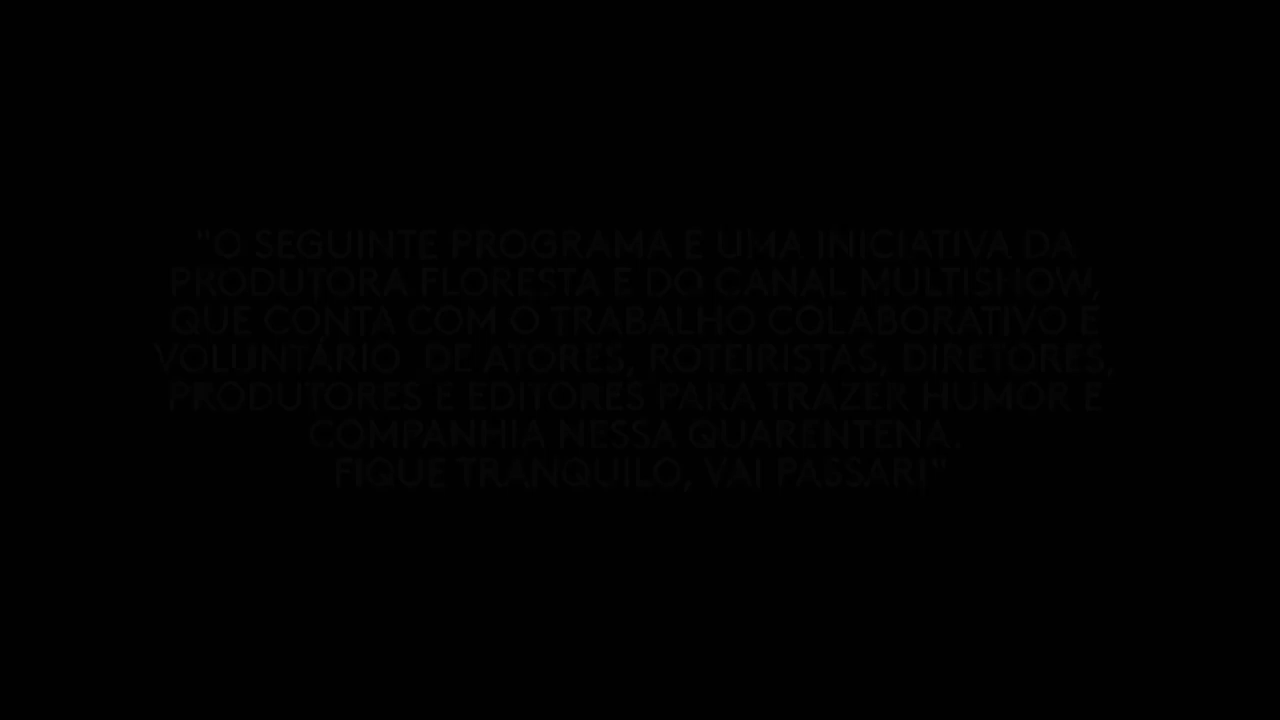 "O SEGUINTE PROGRAMA É UMA INICIATIVA DA
PRODUTORA FLORESTA E DO CANAL MULTISHOW,
QUE CONTA COM O TRABALHO COLABORATIVO E
VOLUNTÁRIO DE ATORES, ROTEIRISTAS, DIRETORES,
PRODUTORES E EDITORES PARA TRAZER HUMOR E
COMPANHIA NESSA QUARENTENA.
FIQUE TRANQUILO, VAI PASSAR!"